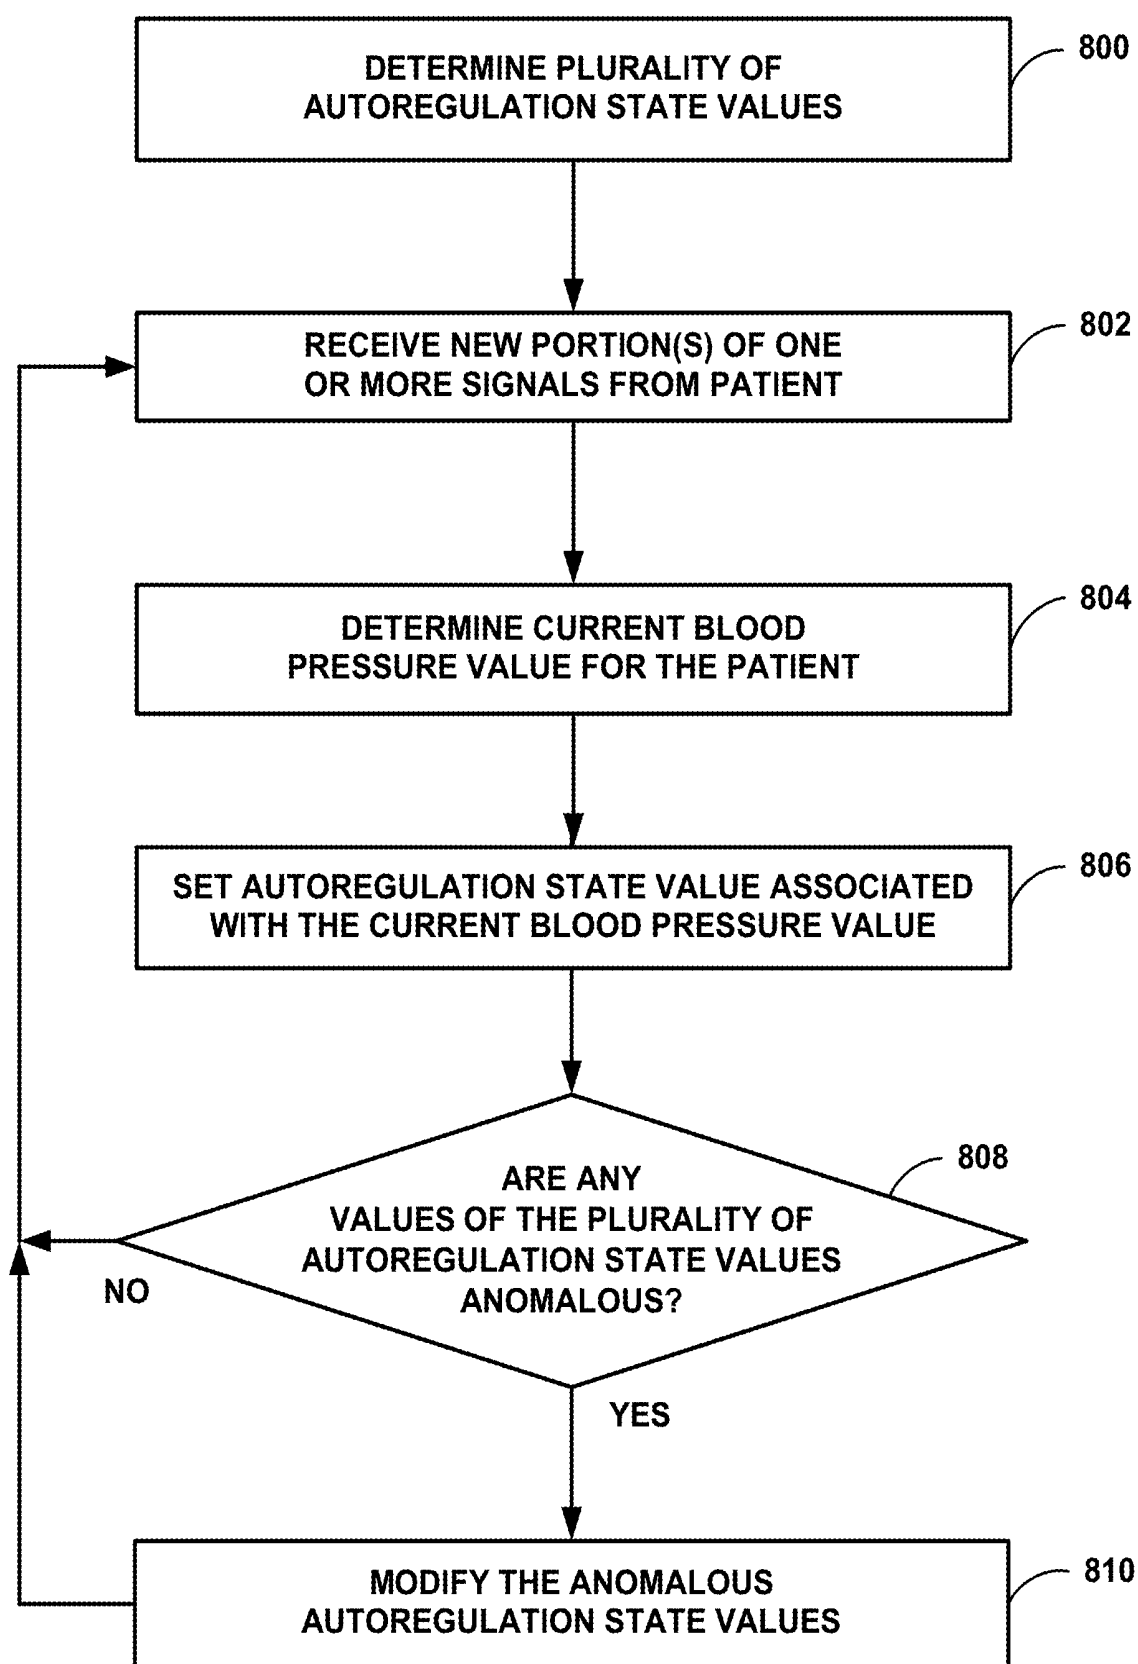 DETERMINE PLURALITY OF
AUTOREGULATION STATE VALUES
800
RECEIVE NEW PORTION(S) OF ONE
OR MORE SIGNALS FROM PATIENT
802
DETERMINE CURRENT BLOOD
PRESSURE VALUE FOR THE PATIENT
804
SET AUTOREGULATION STATE VALUE ASSOCIATED
WITH THE CURRENT BLOOD PRESSURE VALUE
806
ARE ANY
VALUES OF THE PLURALITY OF
AUTOREGULATION STATE VALUES
ANOMALOUS?
808
NO
YES
MODIFY THE ANOMALOUS
AUTOREGULATION STATE VALUES
810